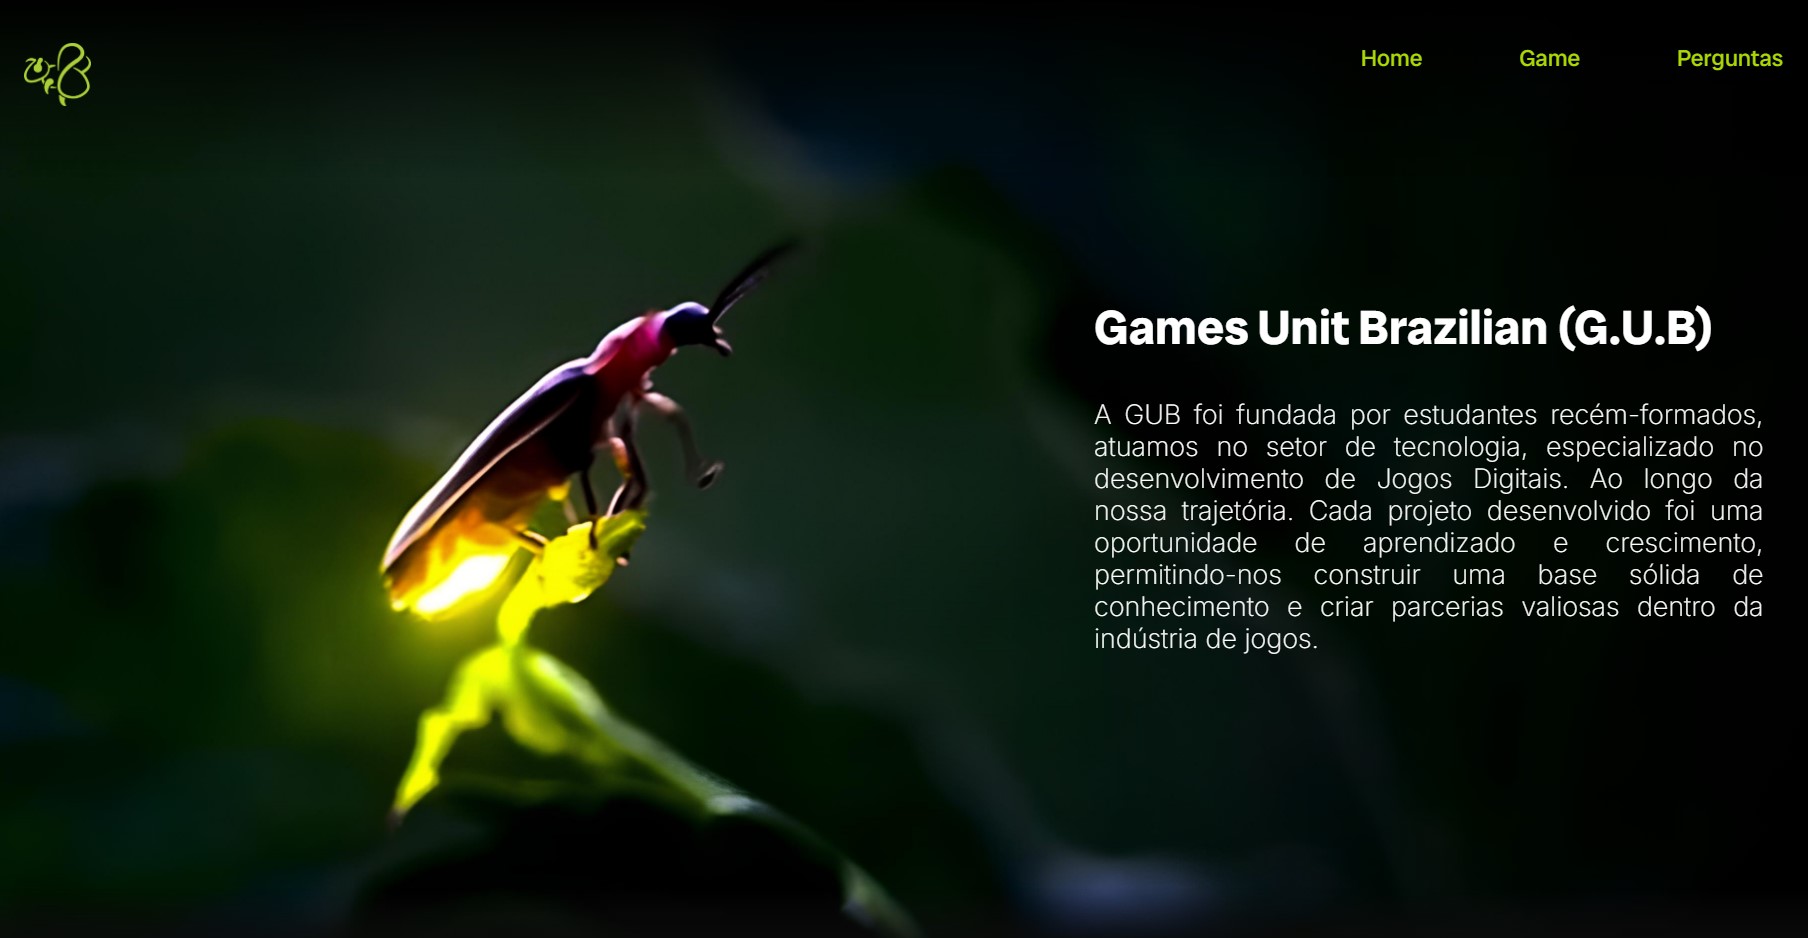 Home
Game
Perguntas
Games Unit Brazilian (G.U.B)
A GUB foi fundada por estudantes recém-formados,
atuamos no setor de tecnologia, especializado no
desenvolvimento de Jogos Digitais. Ao longo da
nossa trajetória. Cada projeto desenvolvido foi uma
oportunidade de aprendizado e crescimento,
permitindo-nos construir uma base sólida de
conhecimento e criar parcerias valiosas dentro da
indústria de jogos.